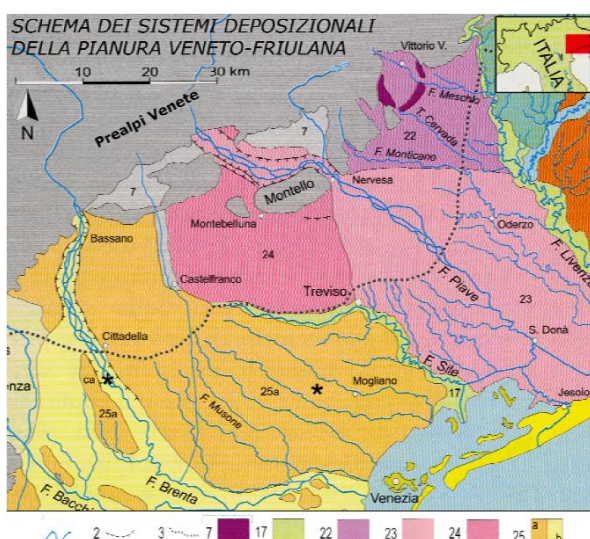 SCHEMA DEI SISTEMI DEPOSIZIONALI
DELLA PIANURA VENETO-FRIULANA
10 20 30 km
N
ITALIA
Prealpi Venete
Vittorio V.
F. Meschio
T. Cervada
22
F. Monticano
7
7
Montello
Nervesa
Montebelluna
24
Bassano
Oderzo
F. Livenza
Castelfranco
Treviso
F. Piave
23
Cittadella
S. Donà
F. Sile
ca
*
25a
25a
*
Mogliano
F. Musone
17
Jesolo
enza
F. Brenta
F. Bacchi
Venezia
2 3 7 17 22 23 24 25 a b